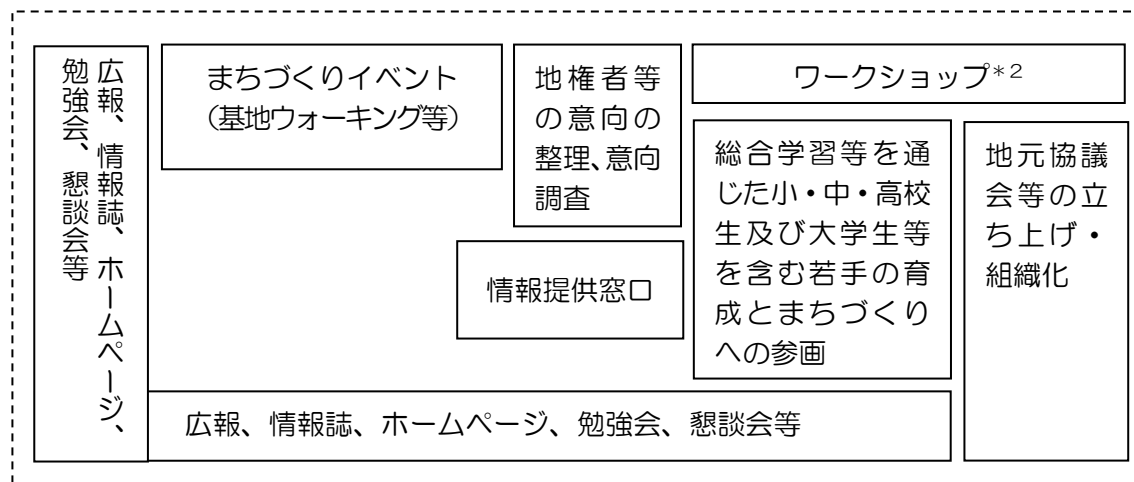 広報、情報誌、ホームページ、
勉強会、懇談会等
まちづくりイベント
（基地ウォーキング等）
地権者等
の意向の
整理、意向
調査
ワークショップ＊２
情報提供窓口
総合学習等を通
じた小・中・高校
生及び大学生等
を含む若手の育
成とまちづくり
への参画
地元協議
会等の立
ち上げ・
組織化
広報、情報誌、ホームページ、勉強会、懇談会等